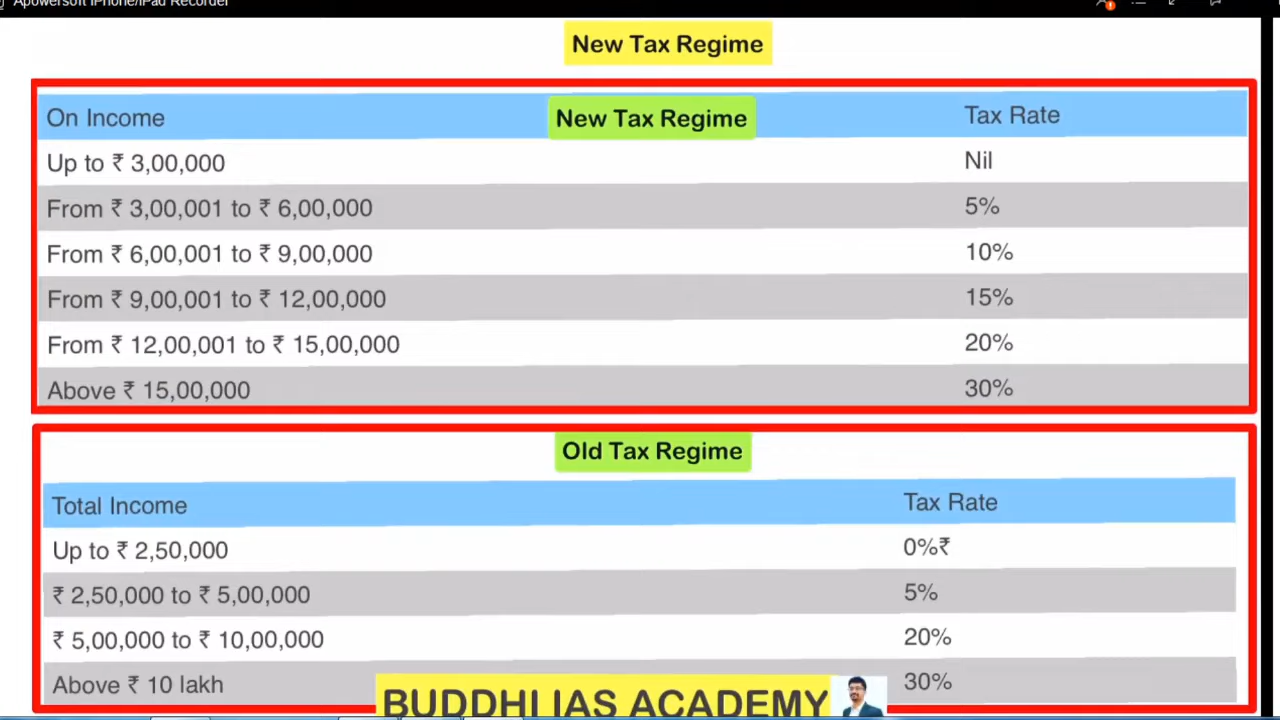 Apowersoft iPhone/iPad Recorder
New Tax Regime
On Income New Tax Regime Tax Rate
Up to ₹ 3,00,000 Nil
From ₹ 3,00,001 to ₹ 6,00,000 5%
From ₹ 6,00,001 to ₹ 9,00,000 10%
From ₹ 9,00,001 to ₹ 12,00,000 15%
From ₹ 12,00,001 to ₹ 15,00,000 20%
Above ₹ 15,00,000 30%
Old Tax Regime
Total Income Tax Rate
Up to ₹ 2,50,000 0%₹
₹ 2,50,000 to ₹ 5,00,000 5%
₹ 5,00,000 to ₹ 10,00,000 20%
Above ₹ 10 lakh 30%
BUDDHI IAS ACADEMY